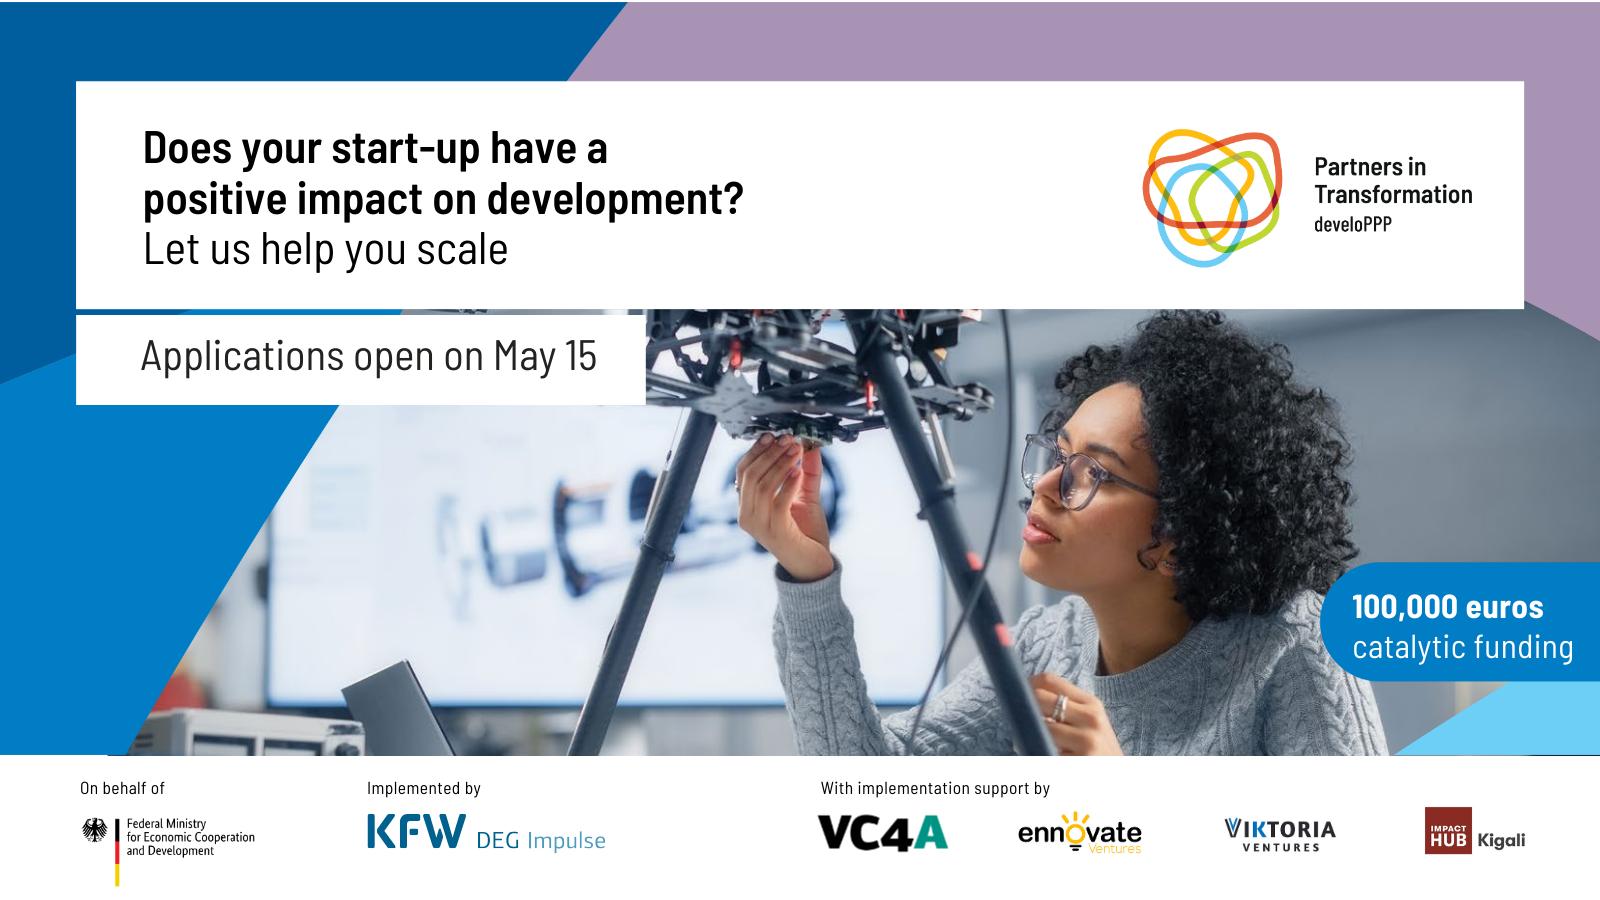 Does your start-up have a
positive impact on development?
Let us help you scale
Partners in
Transformation
develoPPP
Applications open on May 15
100,000 euros
catalytic funding
On behalf of
Federal Ministry
for Economic Cooperation
and Development
Implemented by
KFW DEG Impulse
With implementation support by
VC4A
ennovate
Ventures
VIKTORIA
VENTURES
IMPACT
HUB Kigali